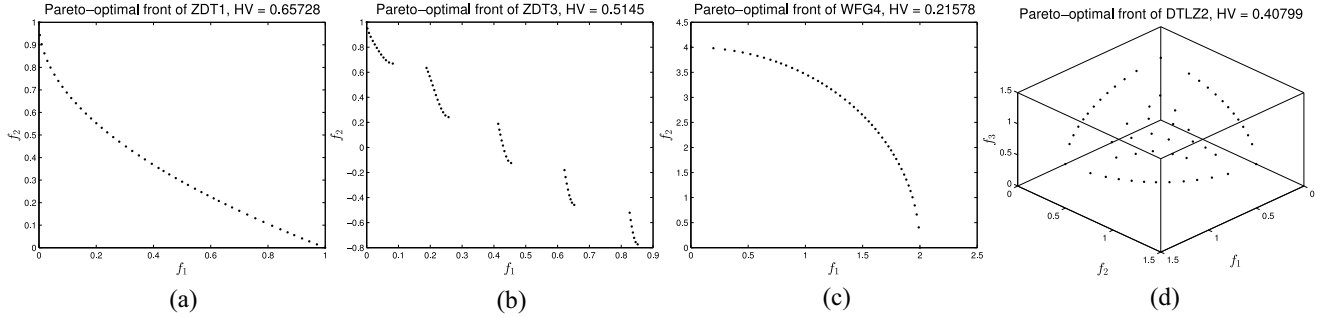 Pareto–optimal front of ZDT1, HV = 0.65728
1
0.9
0.8
0.7
0.6
0.5
0.4
0.3
0.2
0.1
0
f2
0 0.2 0.4 0.6 0.8 1
f1
(a)
Pareto–optimal front of ZDT3, HV = 0.5145
1
0.8
0.6
0.4
0.2
0
−0.2
−0.4
−0.6
−0.8
f2
0 0.1 0.2 0.3 0.4 0.5 0.6 0.7 0.8 0.9
f1
(b)
Pareto–optimal front of WFG4, HV = 0.21578
4.5
4
3.5
3
2.5
2
1.5
1
0.5
0
f2
0 0.5 1 1.5 2 2.5
f1
(c)
Pareto–optimal front of DTLZ2, HV = 0.40799
1.5
1
0.5
0
f3
0
0.5
1
1.5
f2
0
0.5
1
1.5
f1
(d)